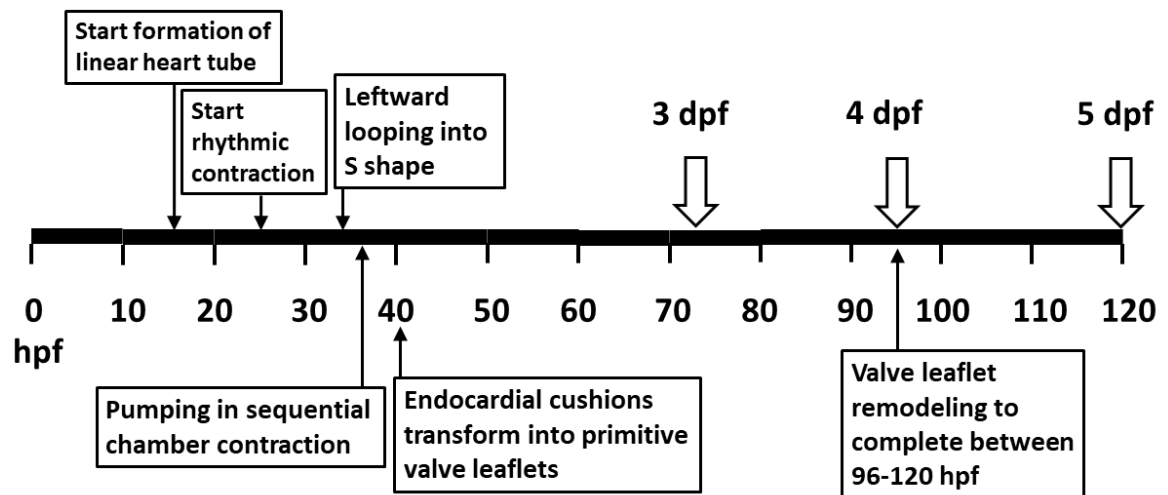 Start formation of
linear heart tube
Start
rhythmic
contraction
Leftward
looping into
S shape
3 dpf
4 dpf
5 dpf
0 10 20 30 40 50 60 70 80 90 100 110 120
hpf
Pumping in sequential
chamber contraction
Endocardial cushions
transform into primitive
valve leaflets
Valve leaflet
remodeling to
complete between
96-120 hpf